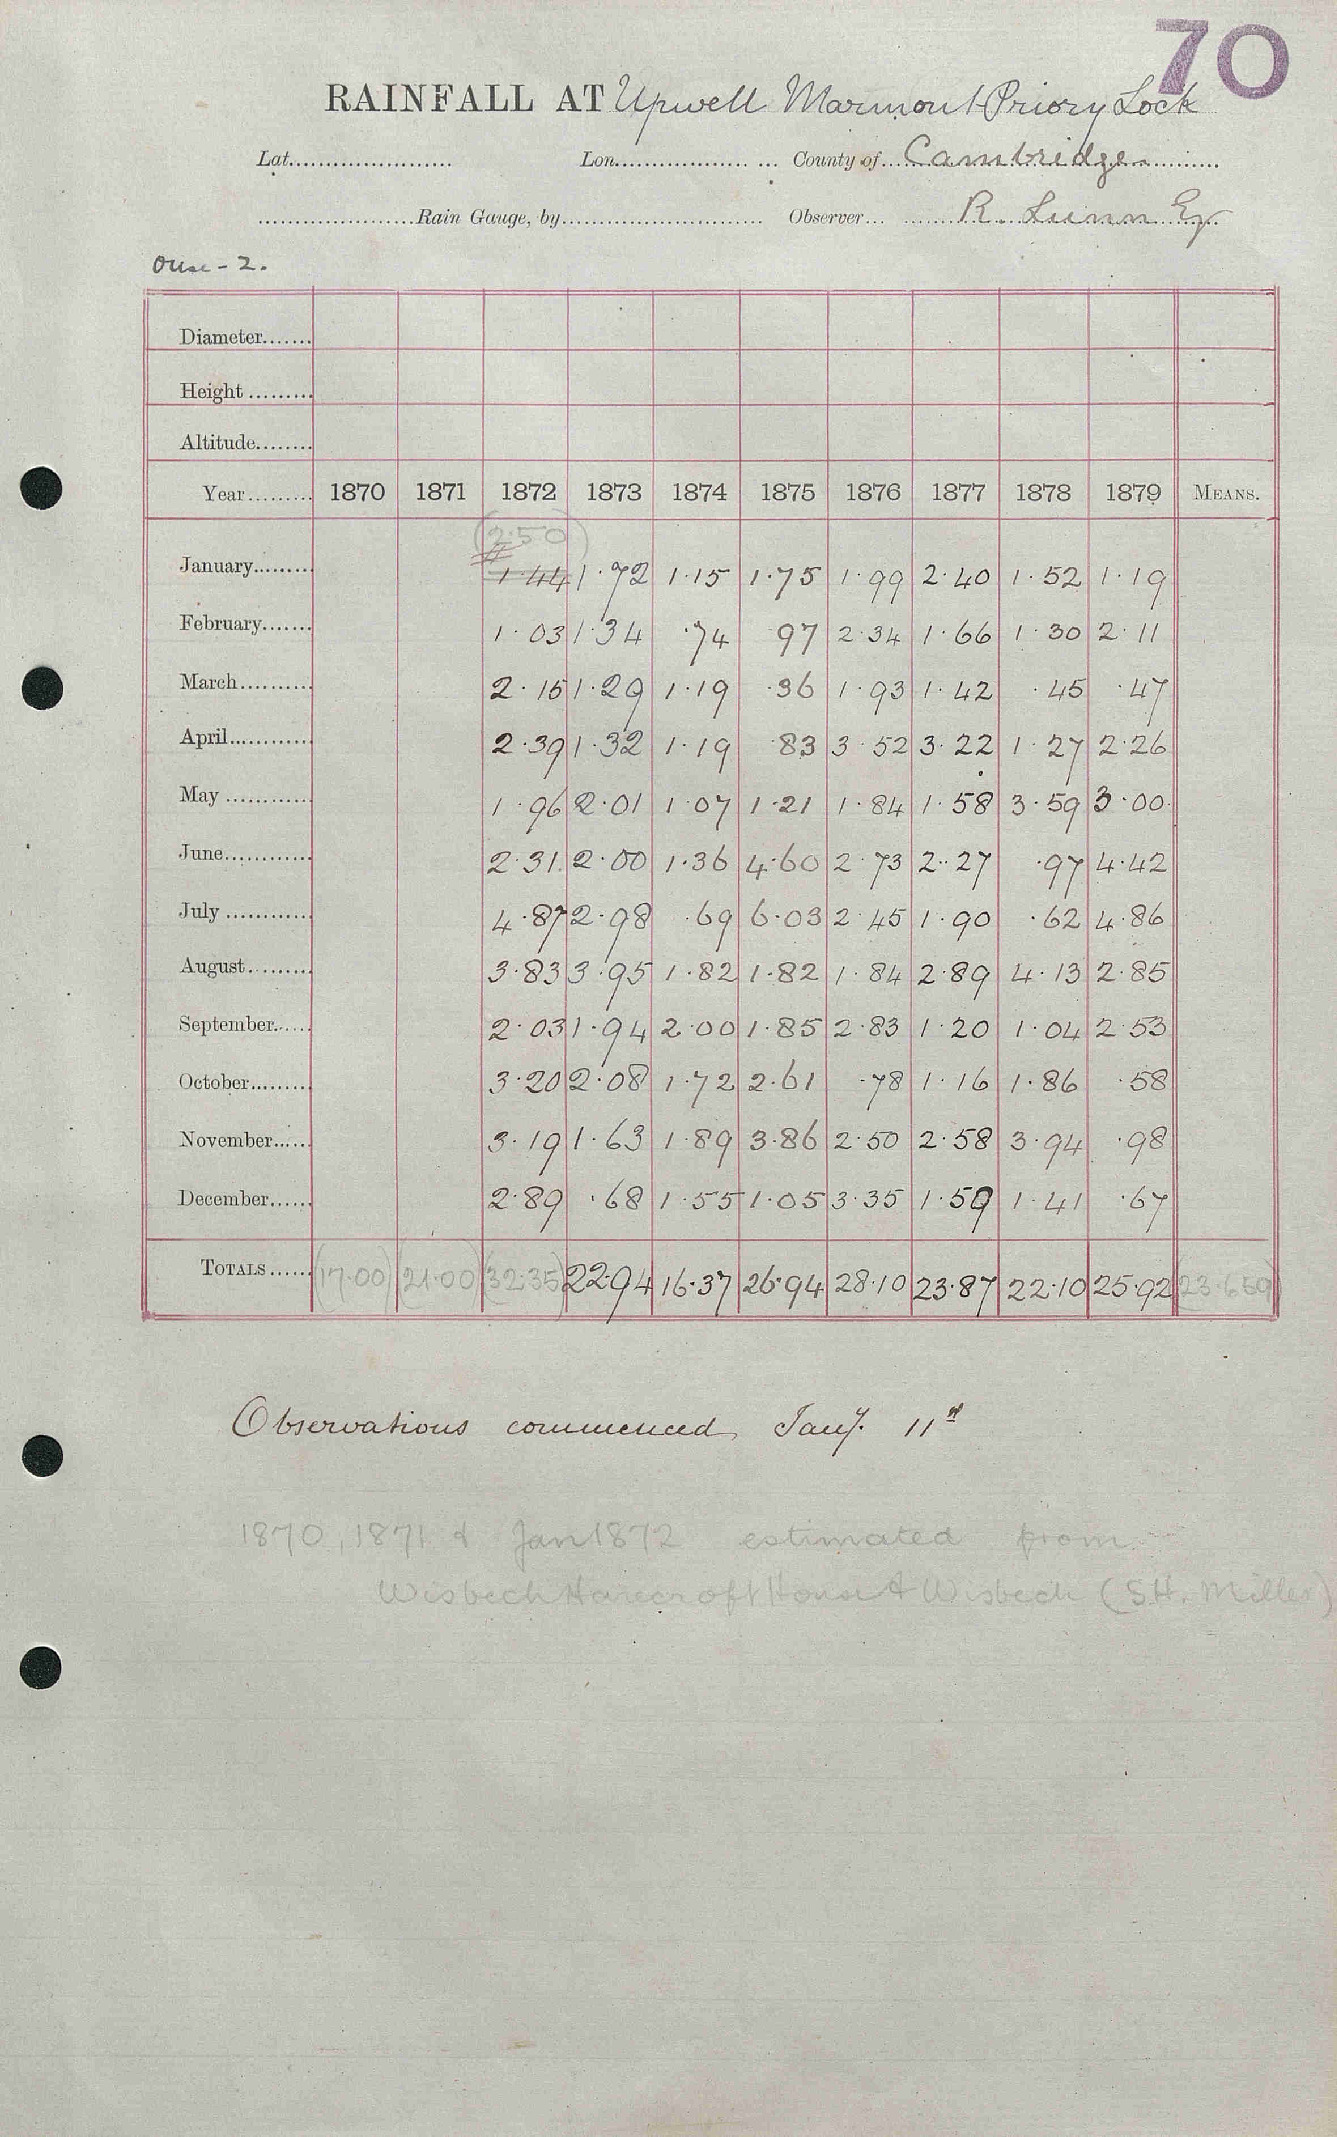 70
RAINFALL AT Upwell Marmont Priory Lock
Lat. Lon. County of Cambridge
Rain Gauge, by Observer R. Lunn Esq
Ouse - 2.
Diameter
Height
Altitude
Year 1870 1871 1872 1873 1874 1875 1876 1877 1878 1879 MEANS.
(2.50)
January 1.44 1.72 1.15 1.75 1.99 2.40 1.52 1.19
February 1.03 1.34 .74 97 2.34 1.66 1.30 2.11
March 2.15 1.29 1.19 .36 1.93 1.42 .45 .47
April 2.39 1.32 1.19 .83 3.52 3.22 1.27 2.26
May 1.96 2.01 1.07 1.21 1.84 1.58 3.59 3.00
June 2.31 2.00 1.36 4.60 2.73 2.27 .97 4.42
July 4.87 2.98 .69 6.03 2.45 1.90 .62 4.86
August 3.83 3.95 1.82 1.82 1.84 2.89 4.13 2.85
September 2.03 1.94 2.00 1.85 2.83 1.20 1.04 2.53
October 3.20 2.08 1.72 2.61 .78 1.16 1.86 .58
November 3.19 1.63 1.89 3.86 2.50 2.58 3.94 .98
December 2.89 .68 1.55 1.05 3.35 1.59 1.41 .67
TOTALS (17.00) (21.00) (32.35) 22.94 16.37 26.94 28.10 23.87 22.10 25.92 (23.659)
Observations commenced Jany. 11th
1870, 1871 & Jan 1872 estimated from
Wisbech Harecroft House & Wisbech (S.H. Miller)